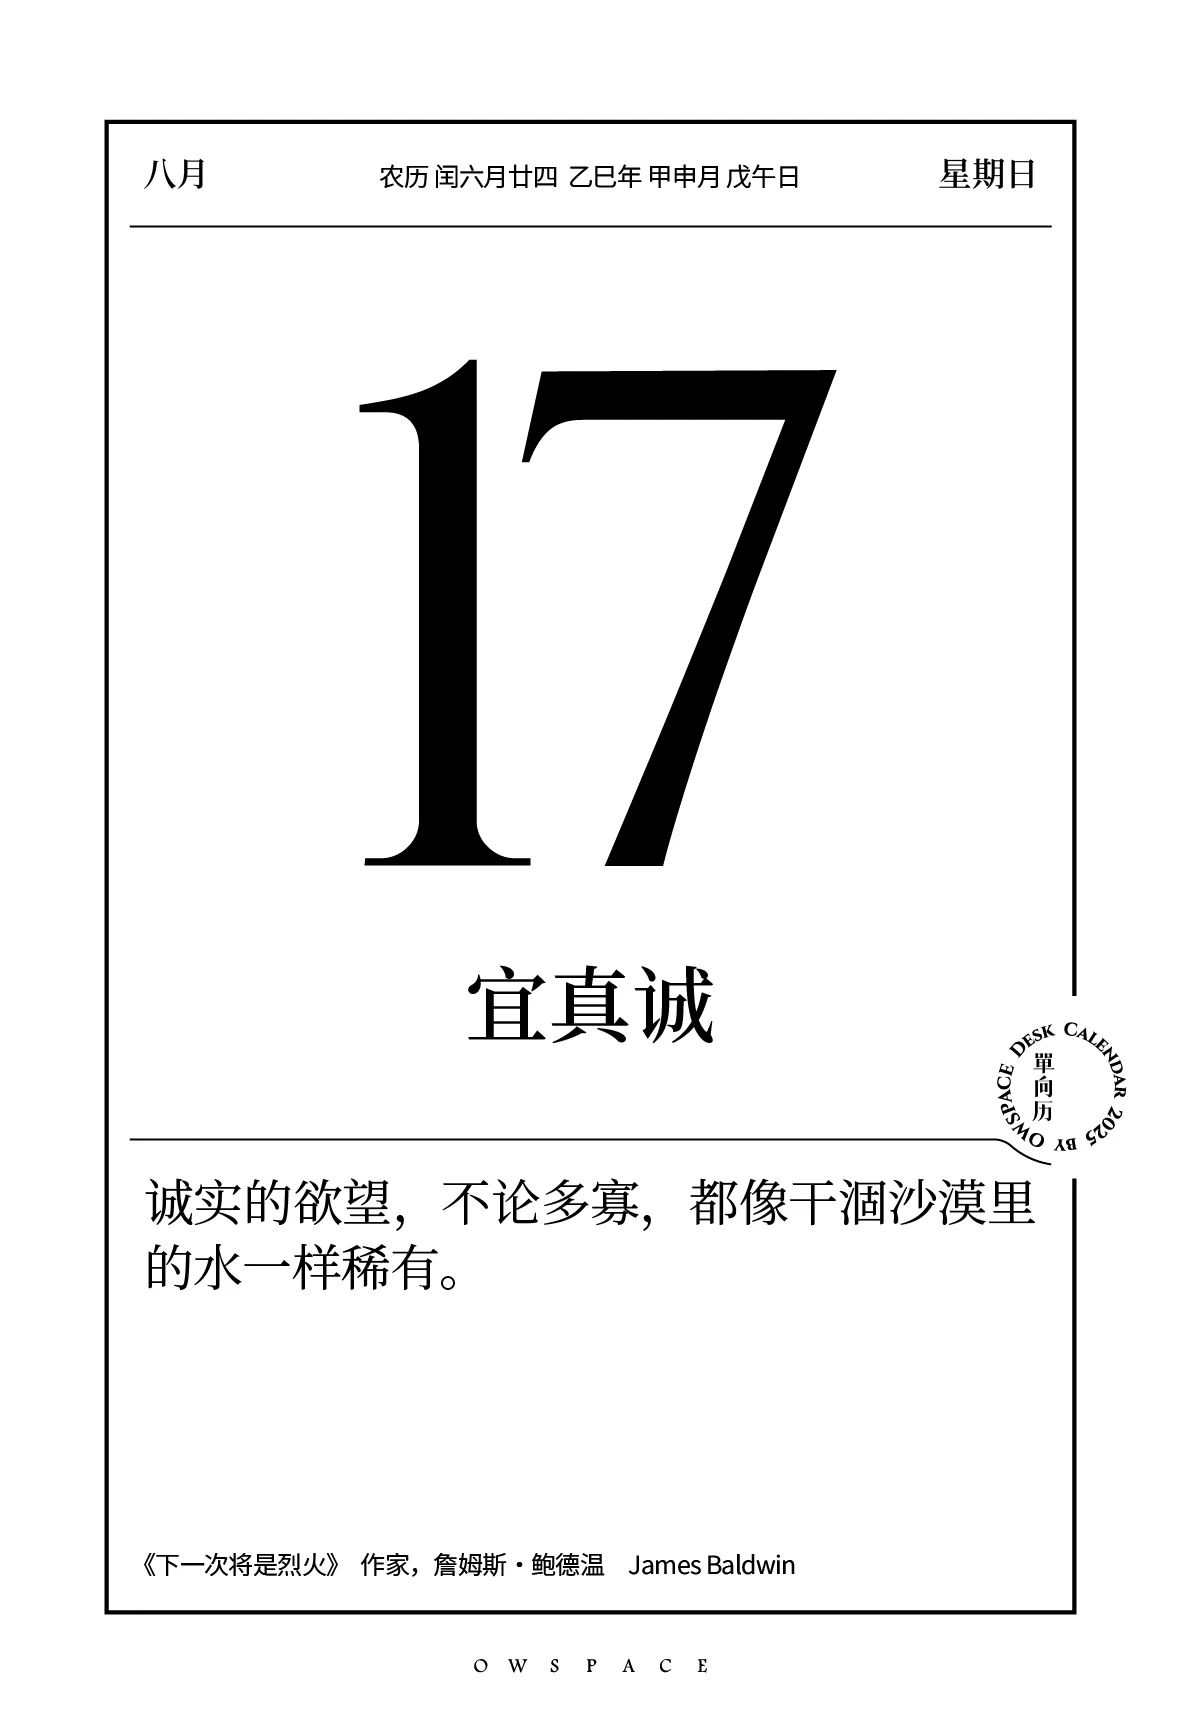 八月
农历 闰六月廿四 乙巳年 甲申月 戊午日
星期日
17
宜真诚
單向历
DESK CALENDAR 2025 BY OWSPACE
诚实的欲望，不论多寡，都像干涸沙漠里
的水一样稀有。
《下一次将是烈火》 作家，詹姆斯·鲍德温 James Baldwin
OWSPACE